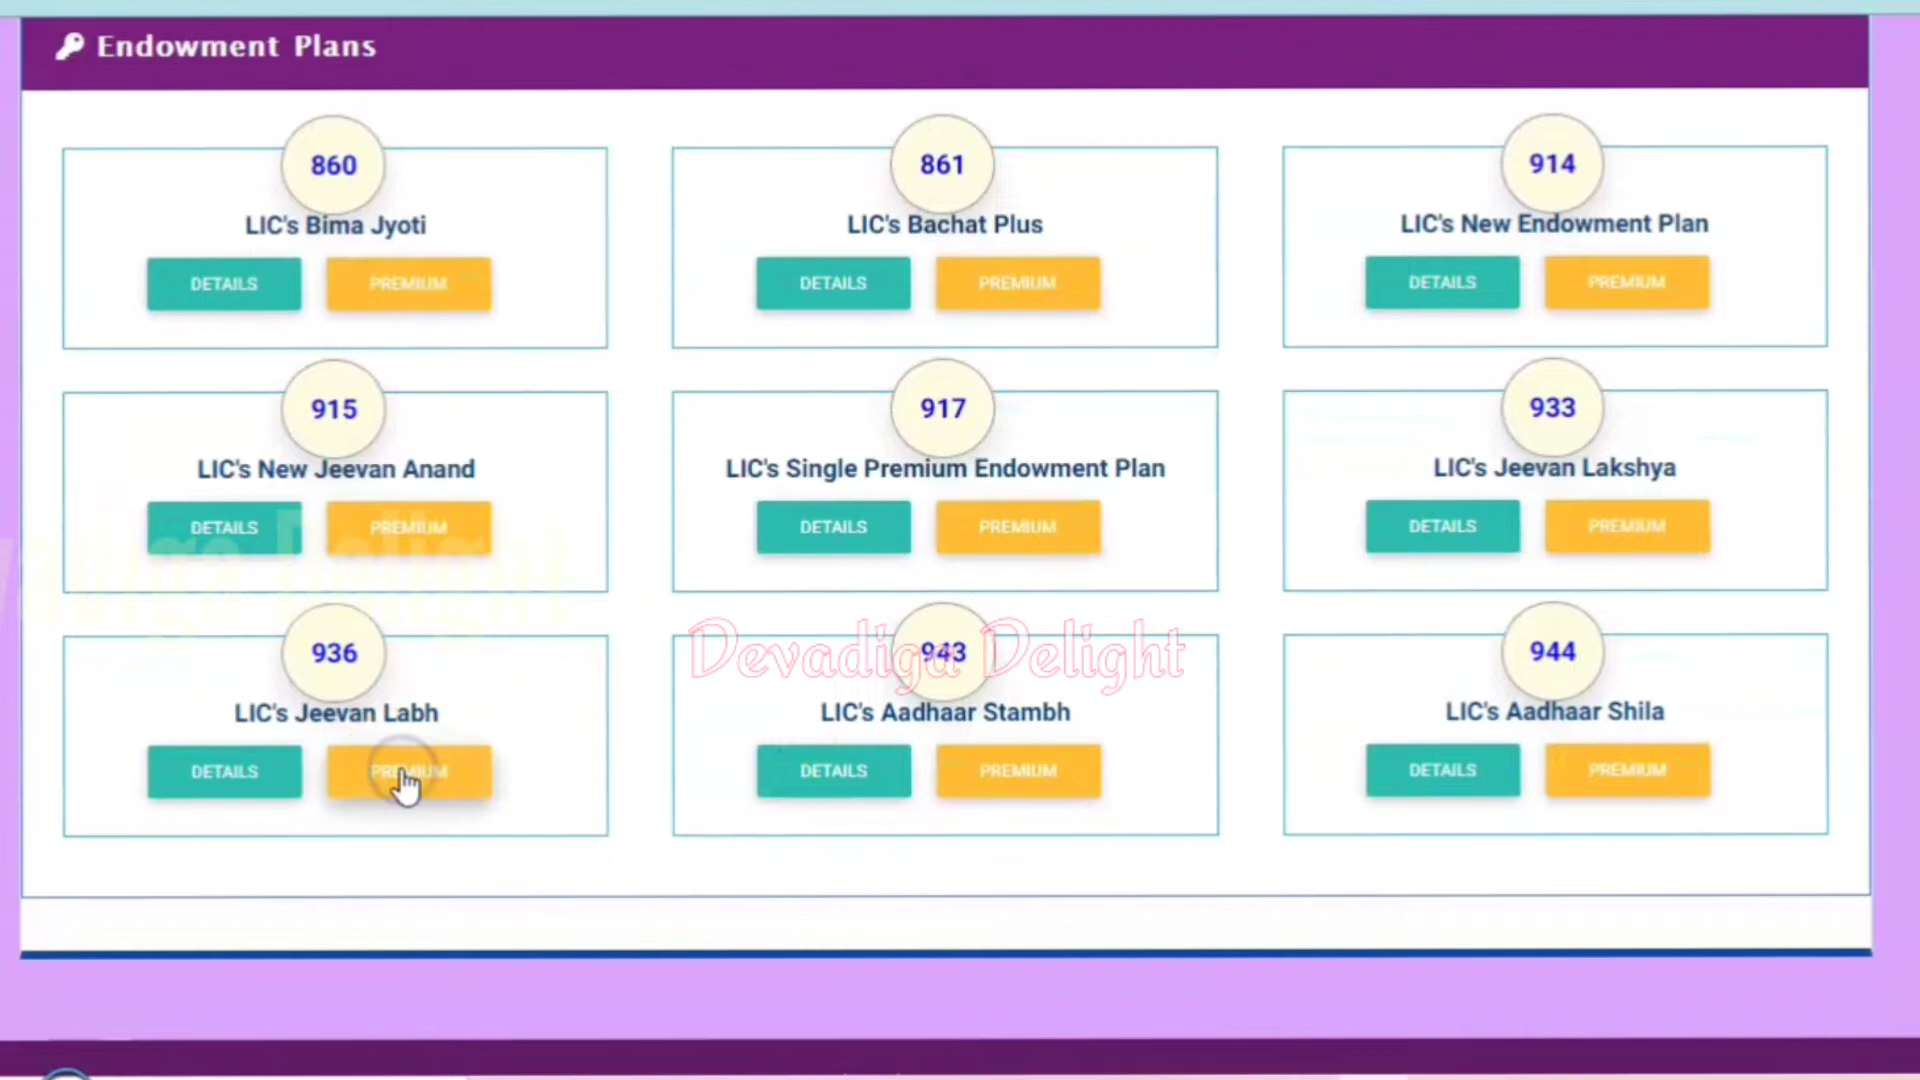 Endowment Plans
860
861
914
LIC's Bima Jyoti
LIC's Bachat Plus
LIC's New Endowment Plan
DETAILS
PREMIUM
DETAILS
PREMIUM
DETAILS
PREMIUM
915
917
933
LIC's New Jeevan Anand
LIC's Single Premium Endowment Plan
LIC's Jeevan Lakshya
DETAILS
PREMIUM
DETAILS
PREMIUM
DETAILS
PREMIUM
Delight
936
943
944
Devadiga Delight
LIC's Jeevan Labh
LIC's Aadhaar Stambh
LIC's Aadhaar Shila
DETAILS
PREMIUM
DETAILS
PREMIUM
DETAILS
PREMIUM